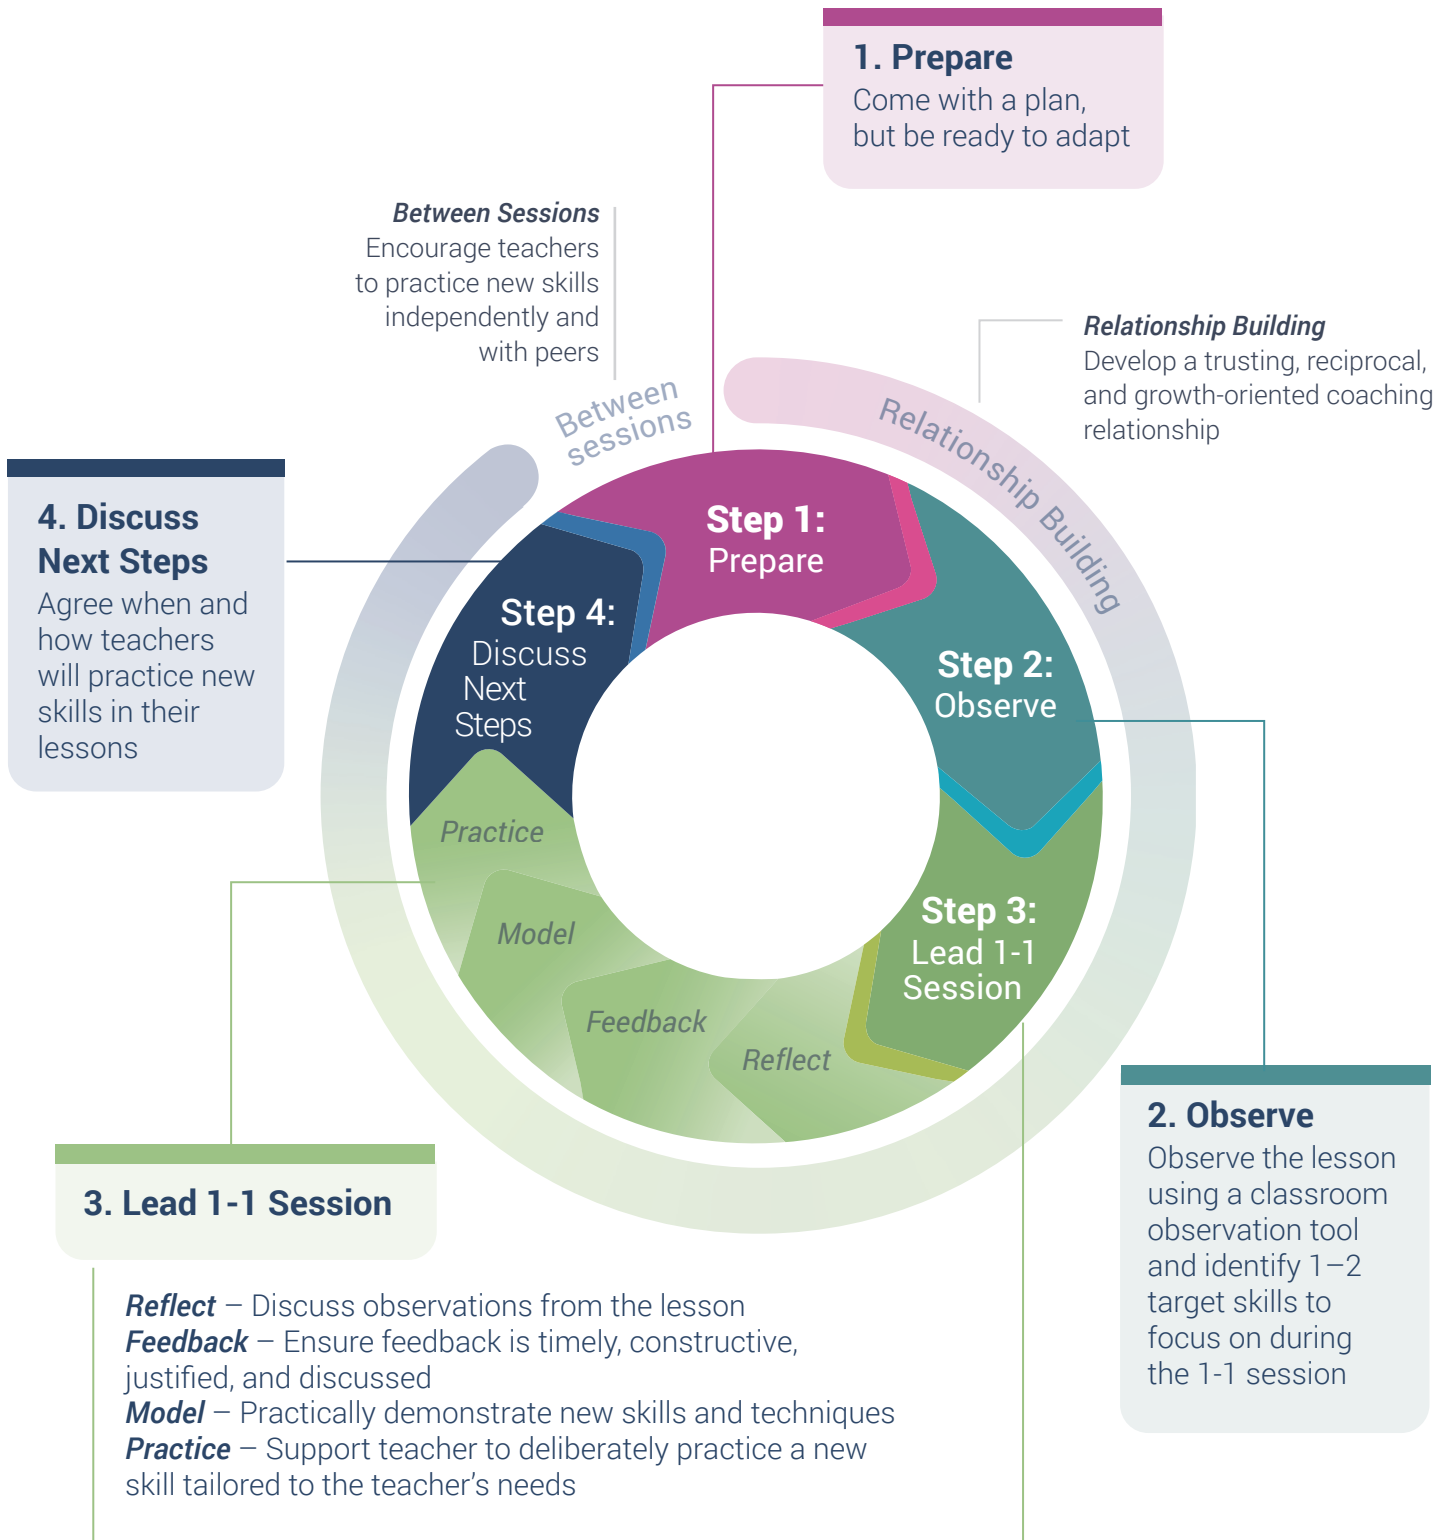 1. Prepare
Come with a plan,
but be ready to adapt
Between Sessions
Encourage teachers
to practice new skills
independently and
with peers
Relationship Building
Develop a trusting, reciprocal,
and growth-oriented coaching
relationship
Between
sessions
Relationship Building
4. Discuss
Next Steps
Agree when and
how teachers
will practice new
skills in their
lessons
Step 1:
Prepare
Step 2:
Observe
Step 3:
Lead 1-1
Session
Reflect
Feedback
Model
Practice
Step 4:
Discuss
Next
Steps
2. Observe
Observe the lesson
using a classroom
observation tool
and identify 1–2
target skills to
focus on during
the 1-1 session
3. Lead 1-1 Session
Reflect – Discuss observations from the lesson
Feedback – Ensure feedback is timely, constructive,
justified, and discussed
Model – Practically demonstrate new skills and techniques
Practice – Support teacher to deliberately practice a new
skill tailored to the teacher’s needs